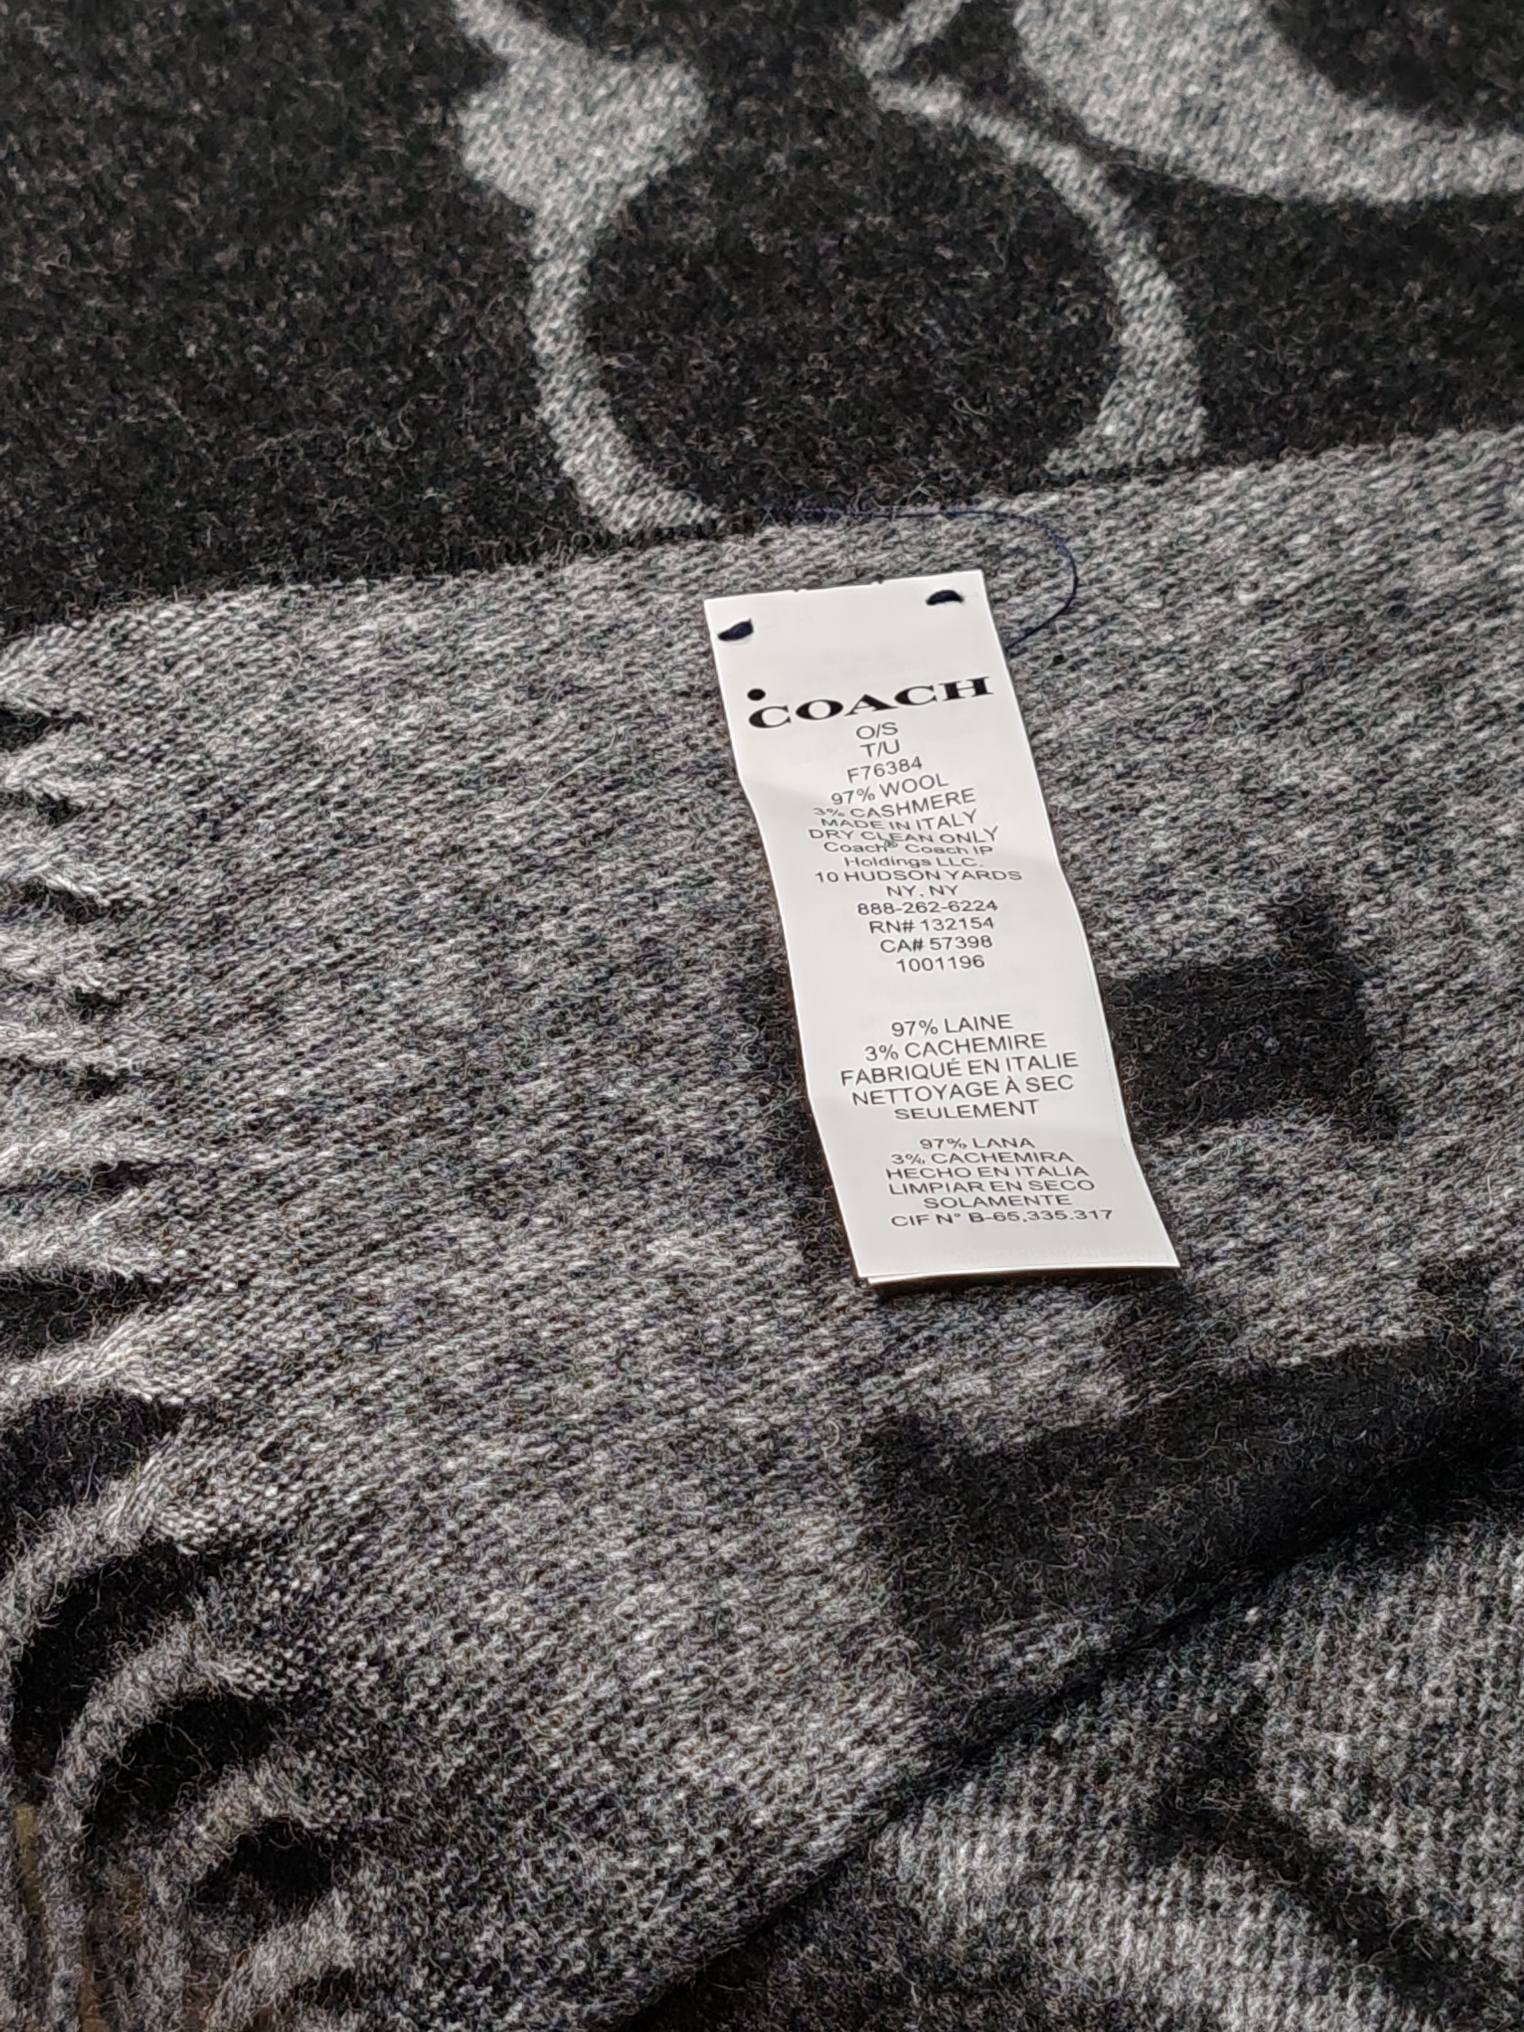 COACH
O/S
T/U
F76384
97% WOOL
3% CASHMERE
MADE IN ITALY
DRY CLEAN ONLY
Coach® Coach IP
Holdings LLC.
10 HUDSON YARDS
NY, NY
888-262-6224
RN# 132154
CA# 57398
1001196
97% LAINE
3% CACHEMIRE
FABRIQUÉ EN ITALIE
NETTOYAGE À SEC
SEULEMENT
97% LANA
3% CACHEMIRA
HECHO EN ITALIA
LIMPIAR EN SECO
SOLAMENTE
CIF N° B-65.335.317